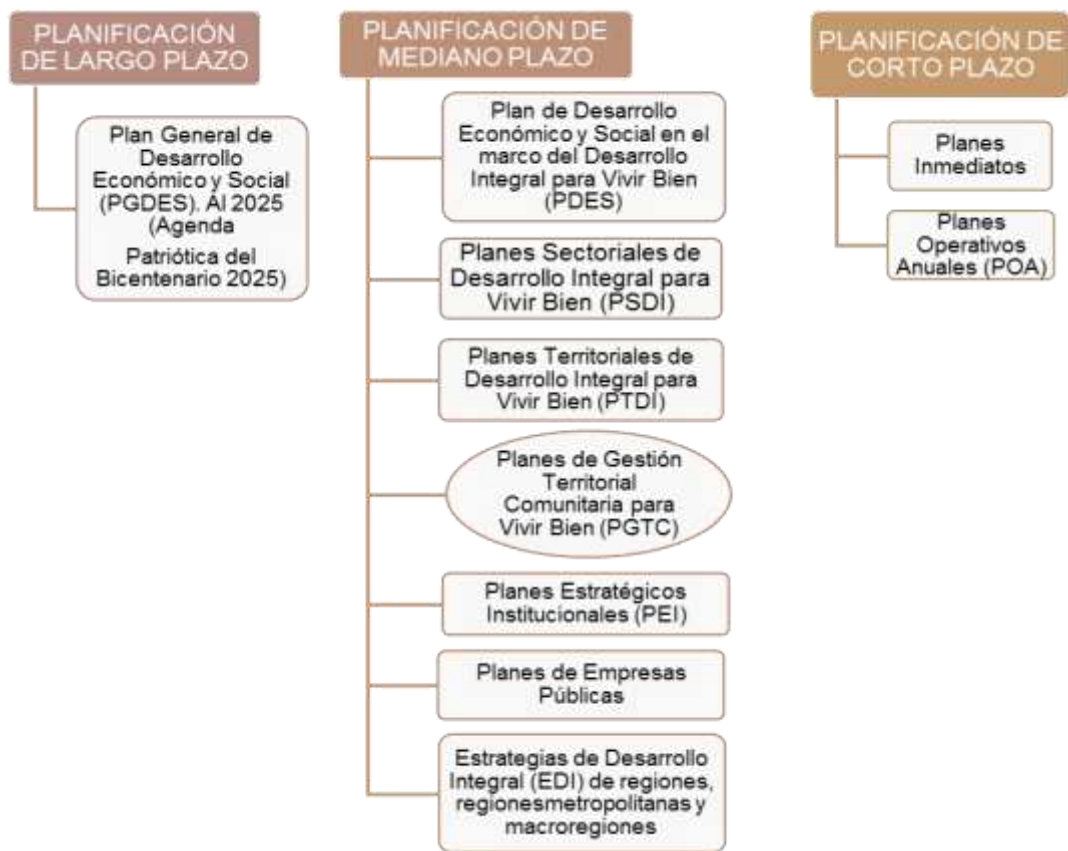 PLANIFICACIÓN
DE LARGO PLAZO
Plan General de
Desarrollo
Económico y Social
(PGDES). Al 2025
(Agenda
Patriótica del
Bicentenario 2025)
PLANIFICACIÓN DE
MEDIANO PLAZO
Plan de Desarrollo
Económico y Social en el
marco del Desarrollo
Integral para Vivir Bien
(PDES)
Planes Sectoriales de
Desarrollo Integral para
Vivir Bien (PSDI)
Planes Territoriales de
Desarrollo Integral para
Vivir Bien (PTDI)
Planes de Gestión
Territorial
Comunitaria para
Vivir Bien (PGTC)
Planes Estratégicos
Institucionales (PEI)
Planes de Empresas
Públicas
Estrategias de Desarrollo
Integral (EDI) de regiones,
regionesmetropolitanas y
macroregiones
PLANIFICACIÓN DE
CORTO PLAZO
Planes
Inmediatos
Planes
Operativos
Anuales (POA)